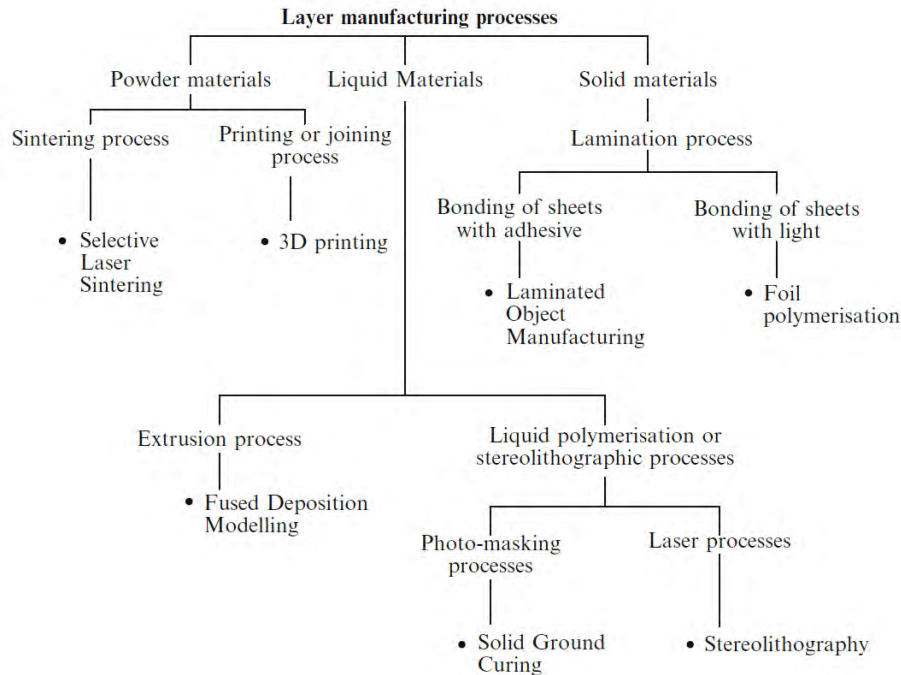 Layer manufacturing processes
Powder materials
Liquid Materials
Solid materials
Sintering process
Printing or joining
process
Lamination process
Bonding of sheets
with adhesive
Bonding of sheets
with light
• Selective
Laser
Sintering
• 3D printing
• Laminated
Object
Manufacturing
• Foil
polymerisation
Extrusion process
Liquid polymerisation or
stereolithographic processes
• Fused Deposition
Modelling
Photo-masking
processes
Laser processes
• Solid Ground
Curing
• Stereolithography